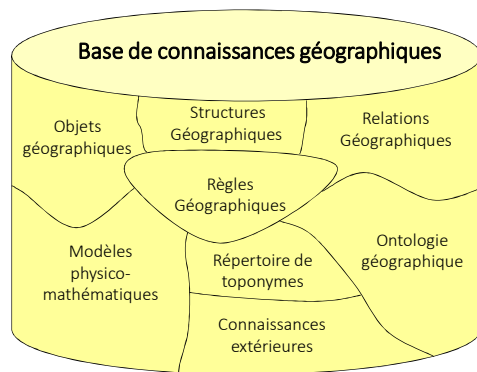 Base de connaissances géographiques
Objets
géographiques
Structures
Géographiques
Relations
Géographiques
Règles
Géographiques
Modèles
physico-
mathématiques
Répertoire de
toponymes
Ontologie
géographique
Connaissances
extérieures